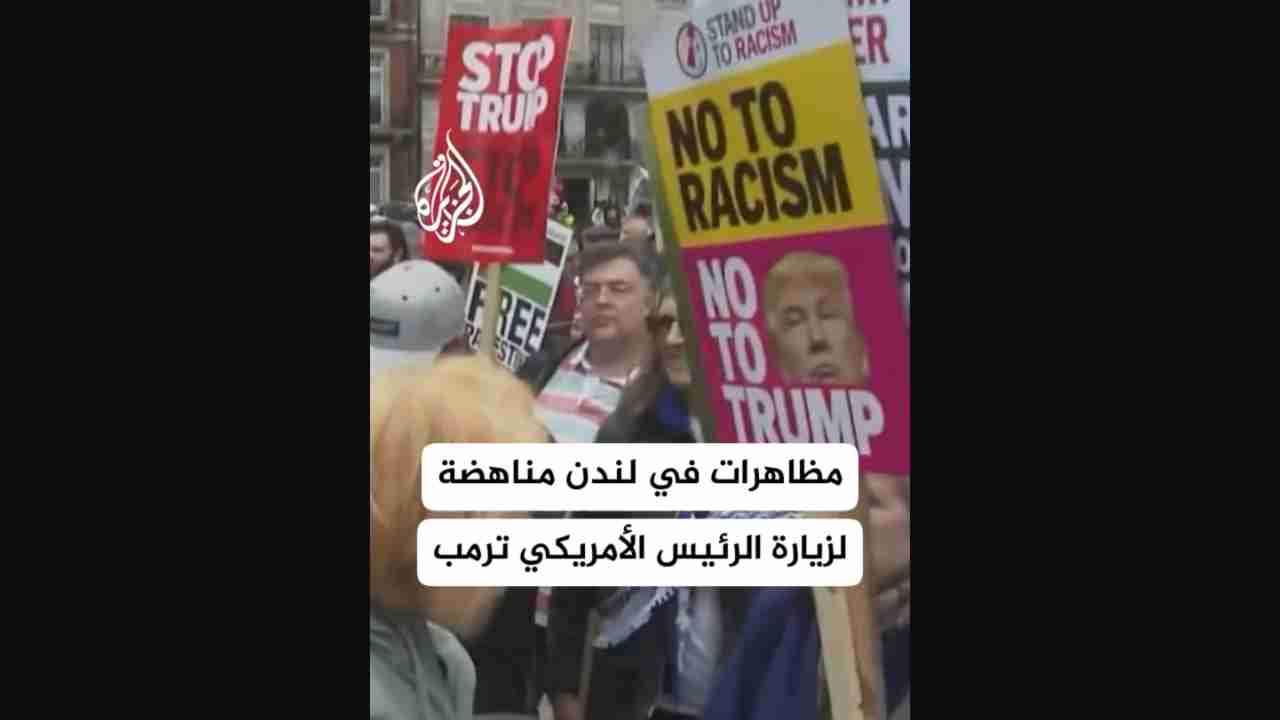 STOP
TRUMP
STAND UP
TO RACISM
NO TO
RACISM
NO
TO
TRUMP
ER
FREE
الجزيرة
مظاهرات في لندن مناهضة
لزيارة الرئيس الأمريكي ترمب